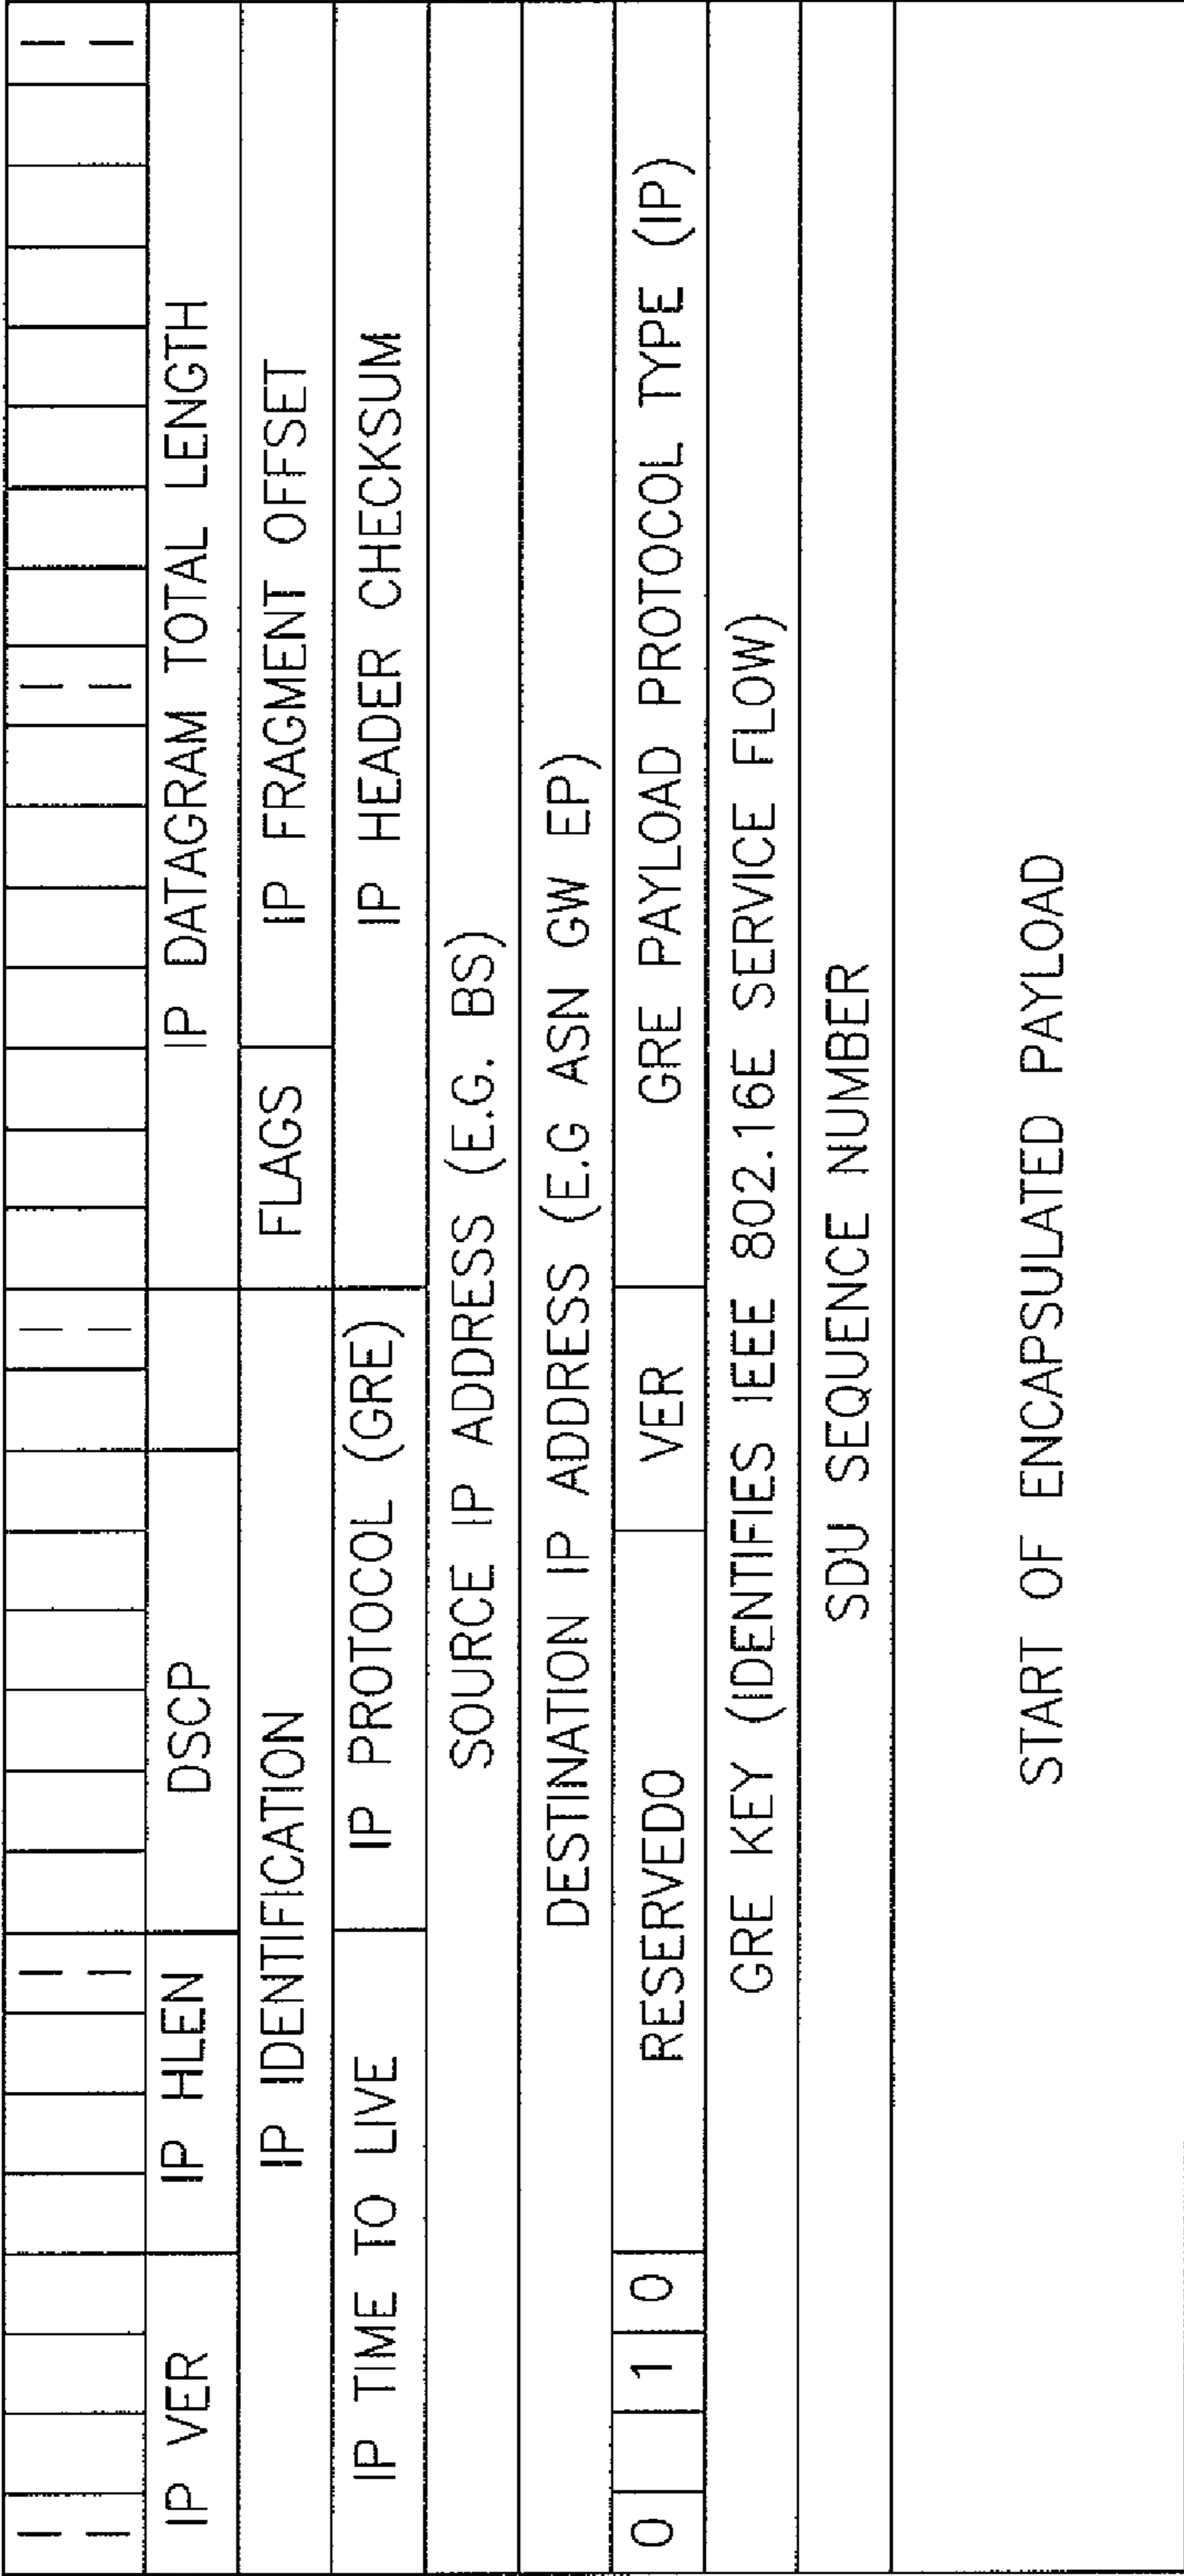 IP VER IP HLEN DSCP IP DATAGRAM TOTAL LENGTH
IP IDENTIFICATION FLAGS IP FRAGMENT OFFSET
IP TIME TO LIVE IP PROTOCOL (GRE) IP HEADER CHECKSUM
SOURCE IP ADDRESS (E.G. BS)
DESTINATION IP ADDRESS (E.G ASN GW EP)
0 1 0 RESERVED0 VER GRE PAYLOAD PROTOCOL TYPE (IP)
GRE KEY (IDENTIFIES IEEE 802.16E SERVICE FLOW)
SDU SEQUENCE NUMBER
START OF ENCAPSULATED PAYLOAD